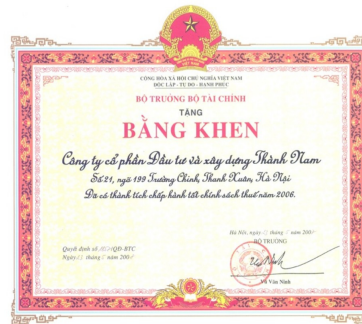 CỘNG HÒA XÃ HỘI CHỦ NGHĨA VIỆT NAM
ĐỘC LẬP - TỰ DO - HẠNH PHÚC
BỘ TRƯỞNG BỘ TÀI CHÍNH
TẶNG
BẰNG KHEN
Công ty cổ phần Đầu tư và xây dựng Thành Nam
Số 21, ngõ 199 Trường Chinh, Thanh Xuân, Hà Nội
Đã có thành tích chấp hành tốt chính sách thuế năm 2006.
Hà Nội, ngày tháng năm 200
Quyết định số /QĐ-BTC
BỘ TRƯỞNG
Ngày tháng năm 200
Vũ Văn Ninh